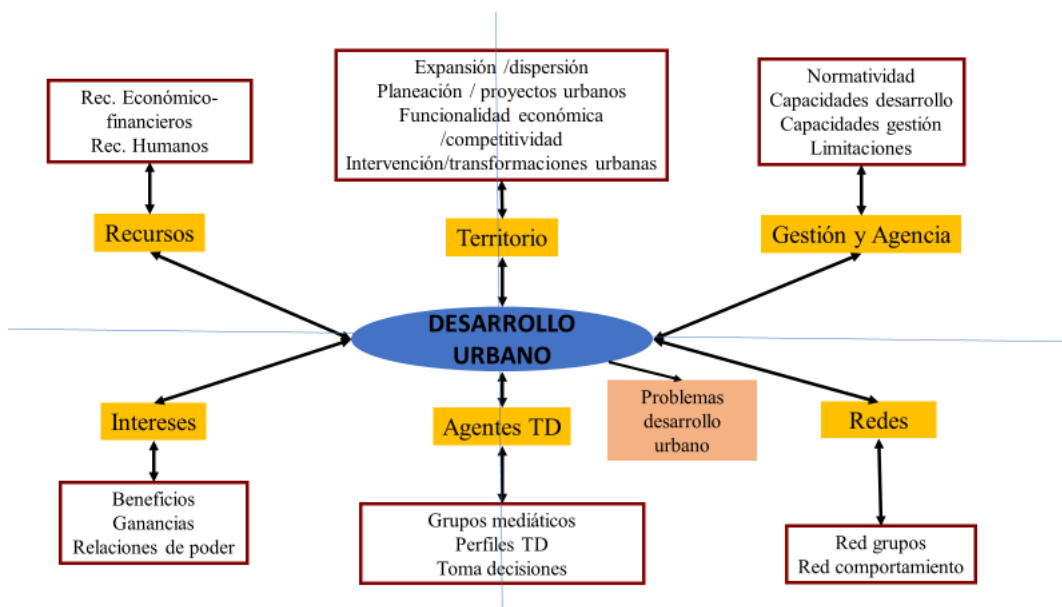 Rec. Económico-
financieros
Rec. Humanos
Expansión /dispersión
Planeación / proyectos urbanos
Funcionalidad económica
/competitividad
Intervención/transformaciones urbanas
Normatividad
Capacidades desarrollo
Capacidades gestión
Limitaciones
Recursos
Territorio
Gestión y Agencia
DESARROLLO
URBANO
Intereses
Agentes TD
Problemas
desarrollo
urbano
Redes
Beneficios
Ganancias
Relaciones de poder
Grupos mediáticos
Perfiles TD
Toma decisiones
Red grupos
Red comportamiento